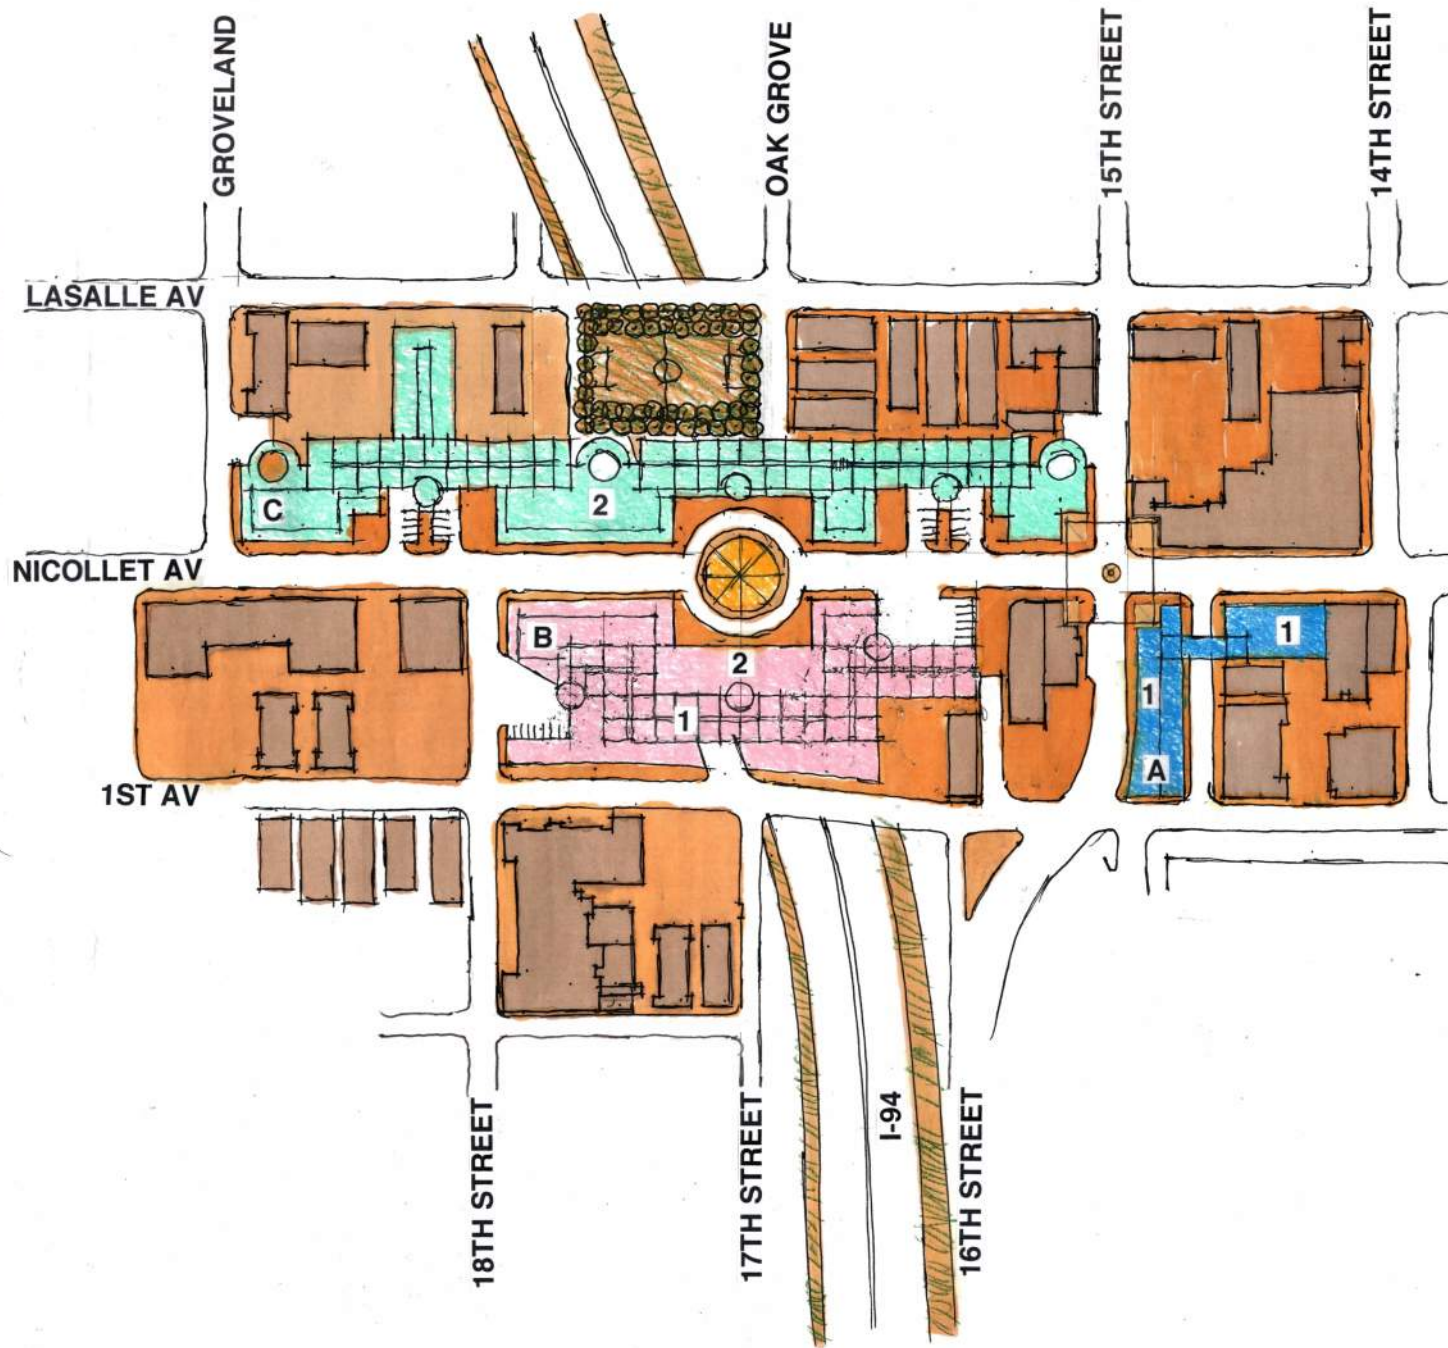 GROVELAND
OAK GROVE
15TH STREET
14TH STREET
LASALLE AV
C
2
NICOLLET AV
B
2
1
1
1
A
1ST AV
18TH STREET
17TH STREET
I-94
16TH STREET